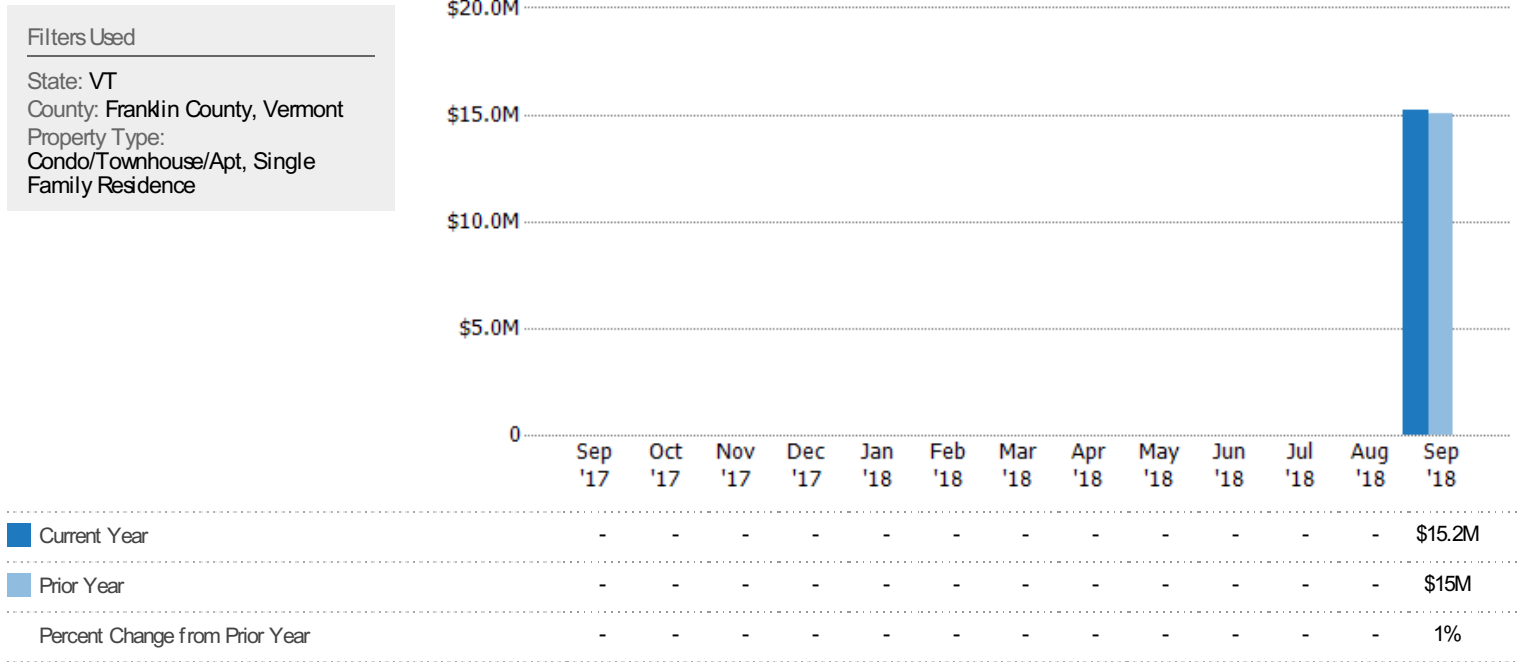 Filters Used
State: VT
County: Franklin County, Vermont
Property Type:
Condo/Townhouse/Apt, Single
Family Residence
$20.0M
$15.0M
$10.0M
$5.0M
0
Sep Oct Nov Dec Jan Feb Mar Apr May Jun Jul Aug Sep
'17 '17 '17 '17 '18 '18 '18 '18 '18 '18 '18 '18 '18
Current Year - - - - - - - - - - - - $15.2M
Prior Year - - - - - - - - - - - - $15M
Percent Change from Prior Year - - - - - - - - - - - - 1%